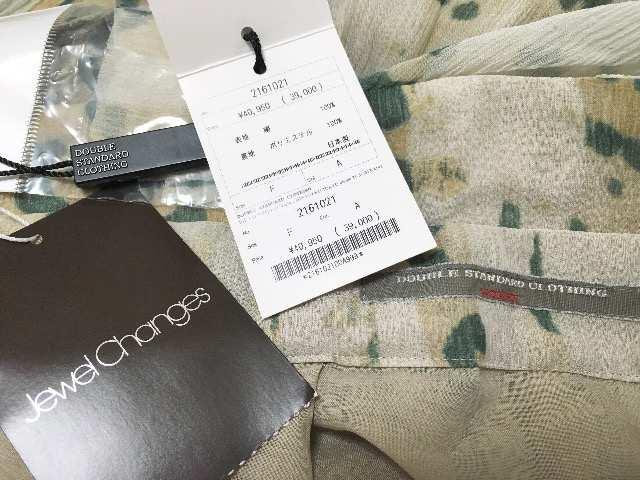 2161021
¥40,950 ( 39,000 )
表地 絹 100%
裏地 ポリエステル 100%
日本製
F A
2161021
F A
¥40,950 ( 39,000 )
DOUBLE
STANDARD
CLOTHING
DOUBLE STANDARD CLOTHING
Jewel Changes